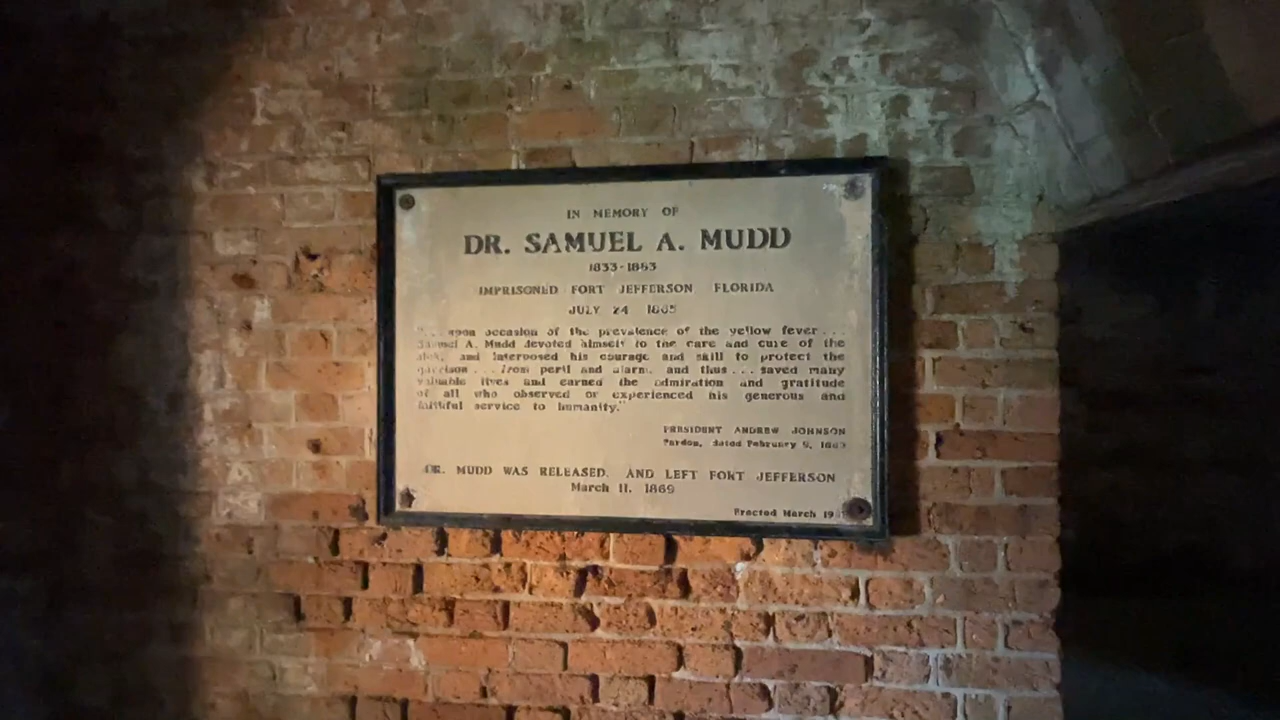 IN MEMORY OF
DR. SAMUEL A. MUDD
1833-1883
IMPRISONED FORT JEFFERSON FLORIDA
JULY 24 1865
"... upon occasion of the prevalence of the yellow fever...
Samuel A. Mudd devoted himself to the care and cure of the
sick, and interposed his courage and skill to protect the
garrison... from peril and alarm, and thus... saved many
valuable lives and earned the admiration and gratitude
of all who observed or experienced his generous and
faithful service to humanity."
PRESIDENT ANDREW JOHNSON
Pardon, dated February 8, 1869
DR. MUDD WAS RELEASED, AND LEFT FORT JEFFERSON
March 11, 1869
Erected March